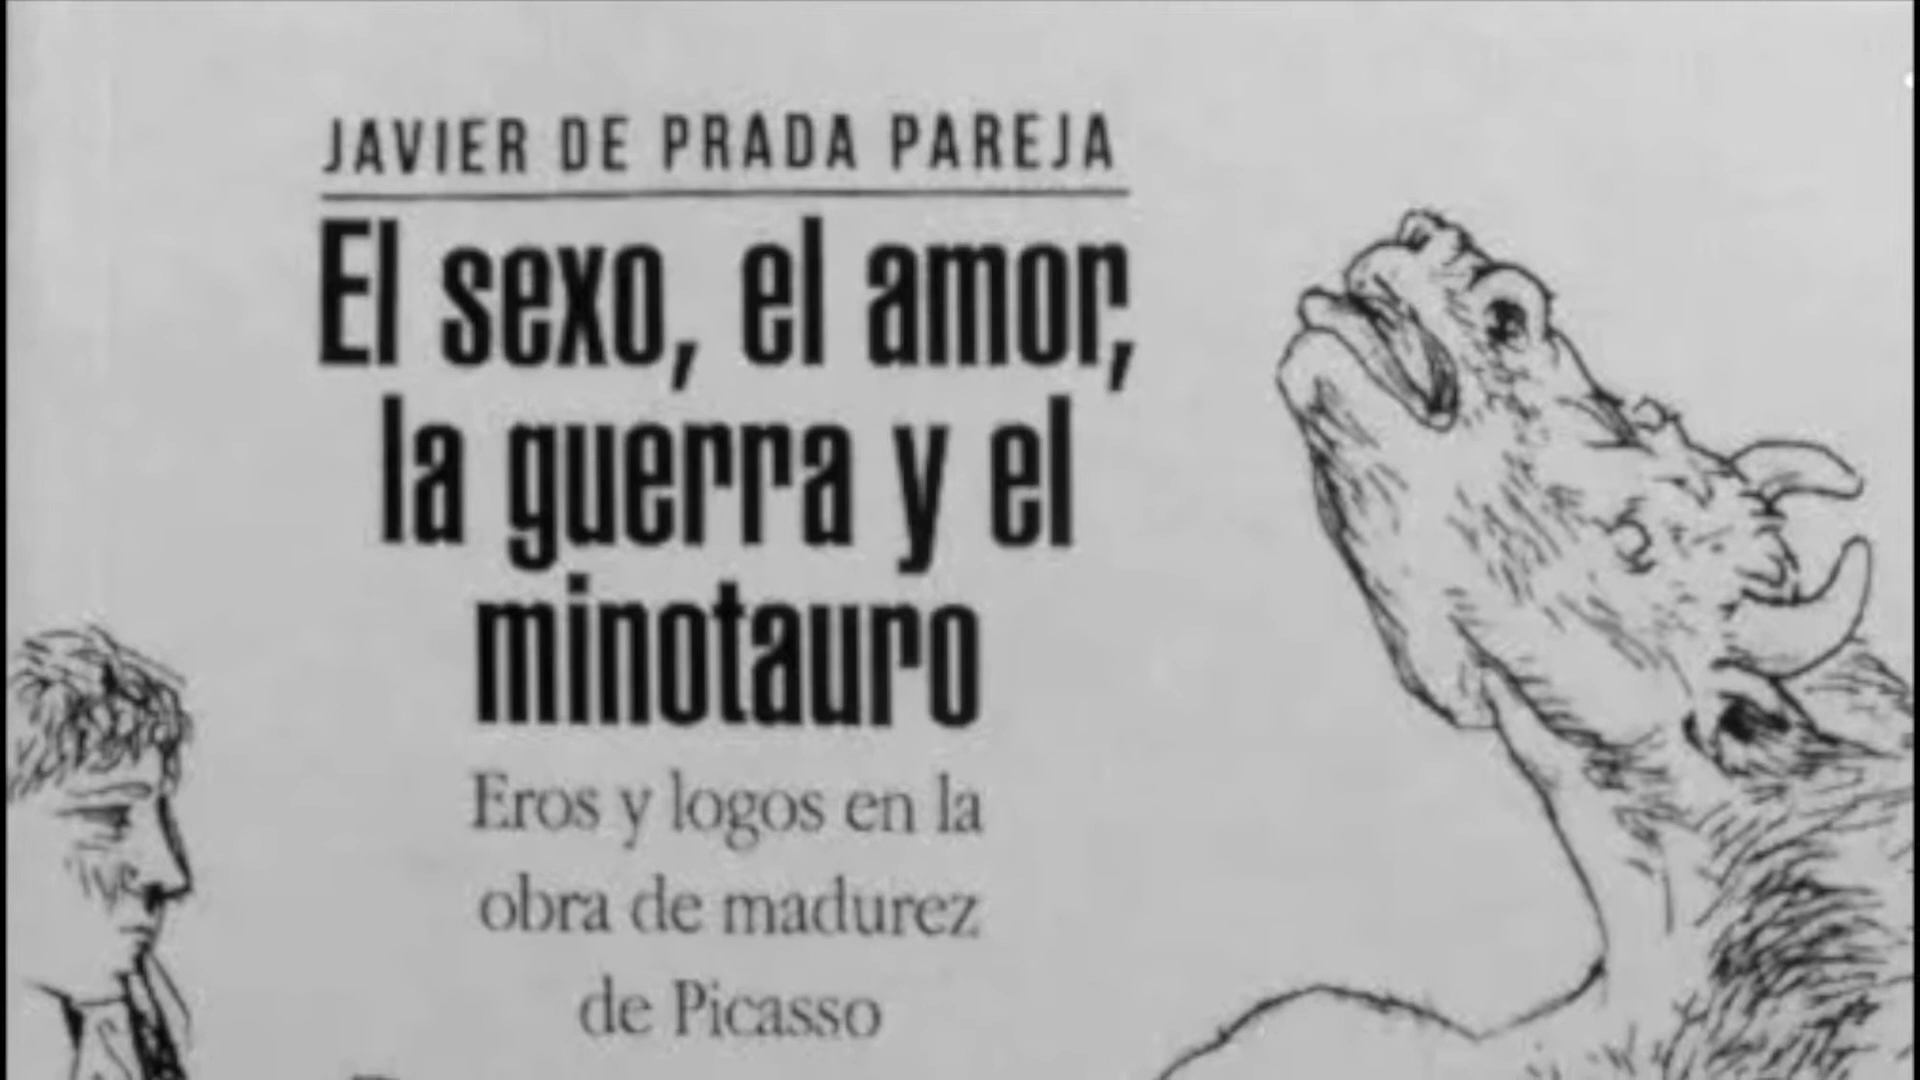 JAVIER DE PRADA PAREJA
El sexo, el amor,
la guerra y el
minotauro
Eros y logos en la
obra de madurez
de Picasso